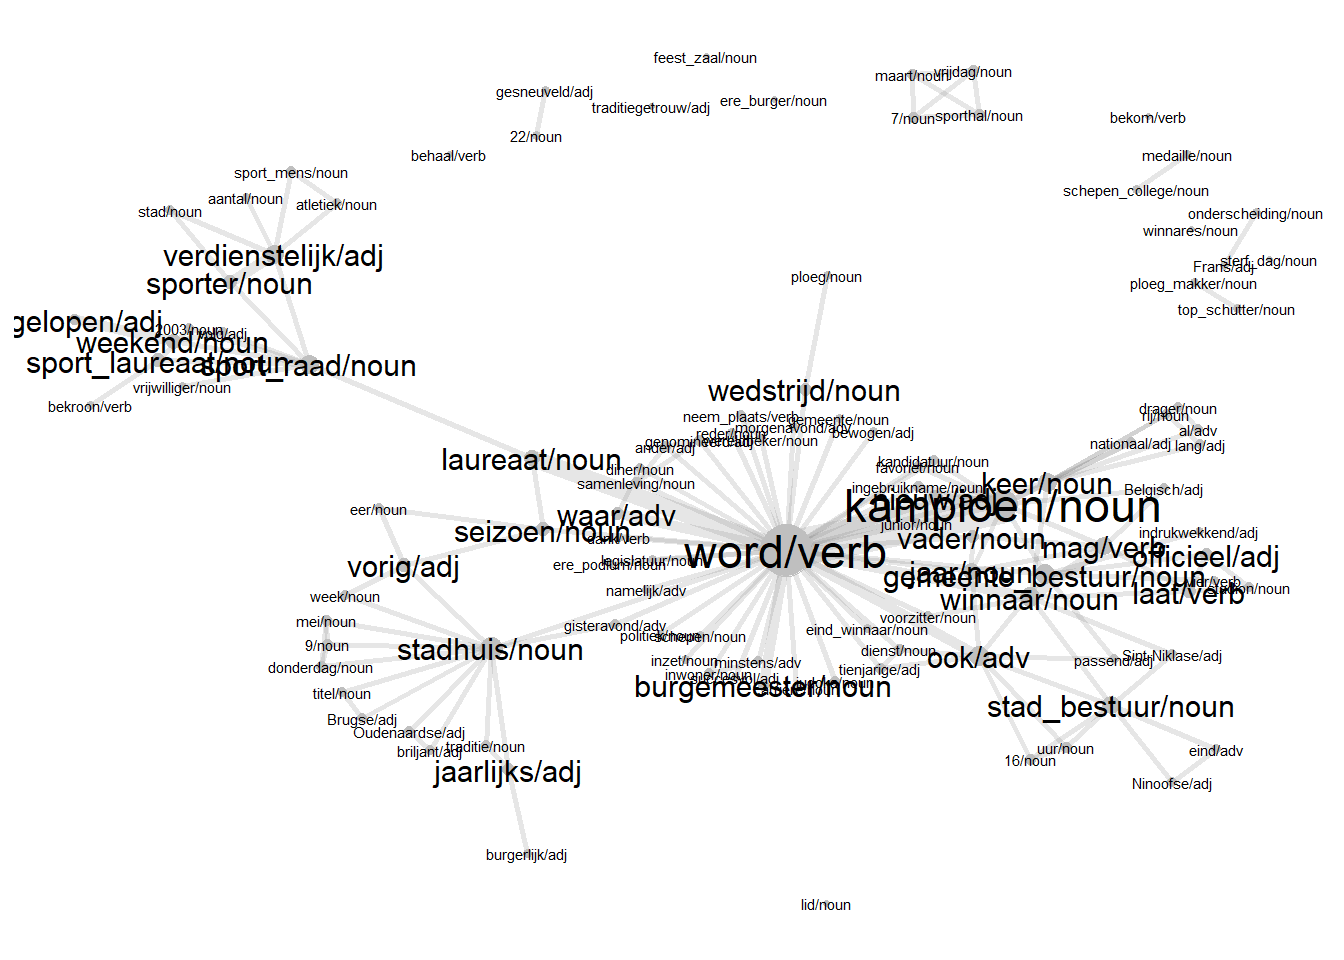 feest_zaal/noun
maart/noun
vrijdag/noun
gesneuveld/adj
traditiegetrouw/adj
ere_burger/noun
7/noun
sporthal/noun
bekom/verb
22/noun
behaal/verb
medaille/noun
sport_mens/noun
schepen_college/noun
aantal/noun
atletiek/noun
stad/noun
onderscheiding/noun
winnares/noun
verdienstelijk/adj
sterf_dag/noun
Frans/adj
sporter/noun
ploeg/noun
ploeg_makker/noun
top_schutter/noun
gelopen/adj
2003/noun
volg/adj
weekend/noun
sport_laureaat/noun
sport_raad/noun
vrijwilliger/noun
bekroon/verb
wedstrijd/noun
drager/noun
rij/noun
neem_plaats/verb
gemeente/noun
morgenavond/adv
reder/noun
bewogen/adj
al/adv
genomineerd/adj
nationaal/adj
lang/adj
ander/adj
laureaat/noun
kandidatuur/noun
favoriet/noun
diner/noun
samenleving/noun
keer/noun
ingebruikname/noun
Belgisch/adj
nieuw/adj
kampioen/noun
eer/noun
waar/adv
seizoen/noun
junior/noun
indrukwekkend/adj
dank/verb
vader/noun
mag/verb
word/verb
officieel/adj
legislatuur/noun
ere_podium/noun
vorig/adj
jaar/noun
gemeente_bestuur/noun
vier/verb
stadion/noun
namelijk/adv
winnaar/noun
laat/verb
week/noun
mei/noun
gisteravond/adv
voorzitter/noun
politiek/noun
schepen/noun
eind_winnaar/noun
9/noun
stadhuis/noun
dienst/noun
ook/adv
passend/adj
Sint-Niklase/adj
donderdag/noun
inzet/noun
minstens/adv
tienjarige/adj
inwoner/noun
succesvol/adj
judoka/noun
burgemeester/noun
titel/noun
stad_bestuur/noun
Brugse/adj
Oudenaardse/adj
traditie/noun
briljant/adj
uur/noun
eind/adv
16/noun
jaarlijks/adj
Ninoofse/adj
burgerlijk/adj
lid/noun